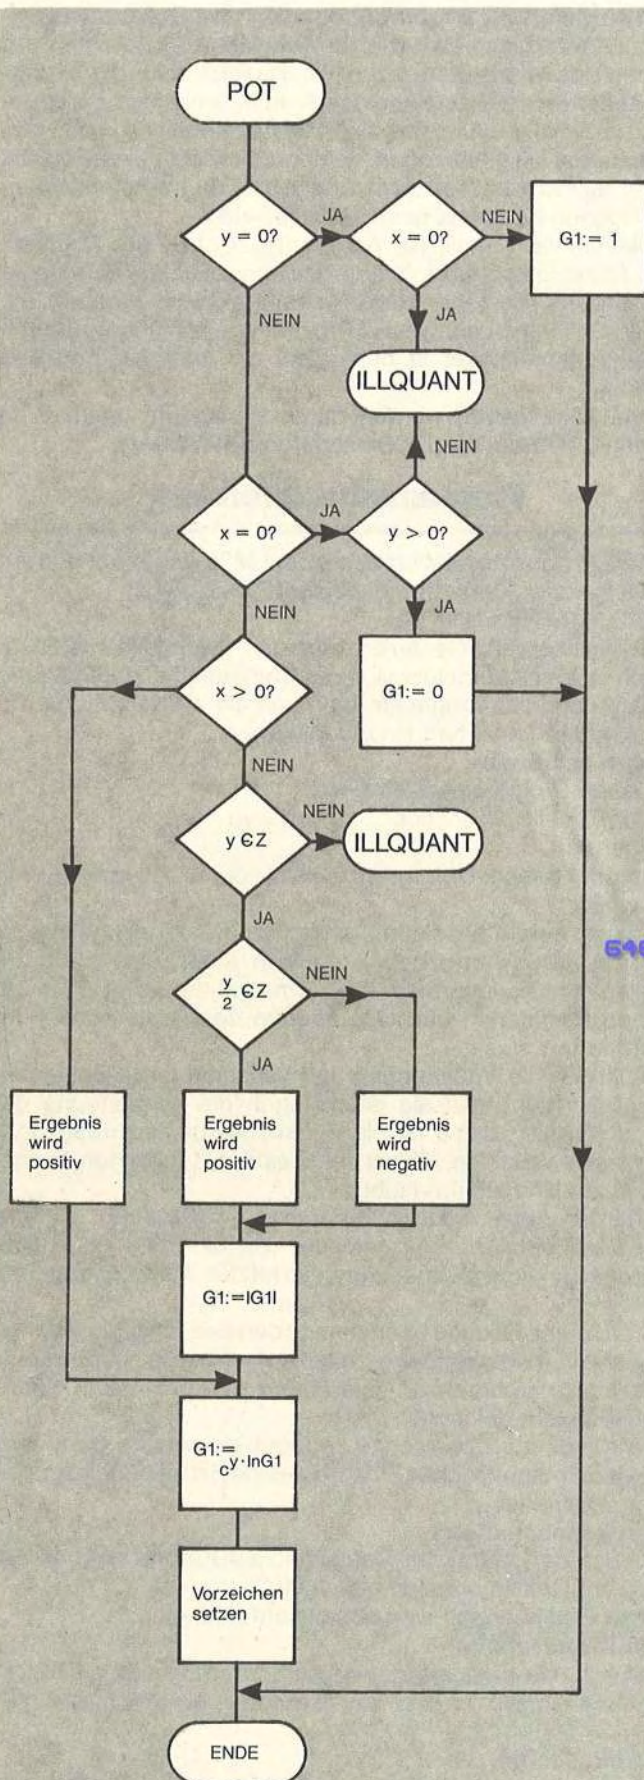 POT
y = 0?
JA
x = 0?
NEIN
G1:= 1
NEIN
JA
ILLQUANT
NEIN
x = 0?
JA
y > 0?
NEIN
JA
x > 0?
G1:= 0
NEIN
y ∈ Z
NEIN
ILLQUANT
JA
y
2 ∈ Z
NEIN
JA
Ergebnis
wird
positiv
Ergebnis
wird
positiv
Ergebnis
wird
negativ
G1:=|G1|
G1:=
cy·lnG1
Vorzeichen
setzen
ENDE